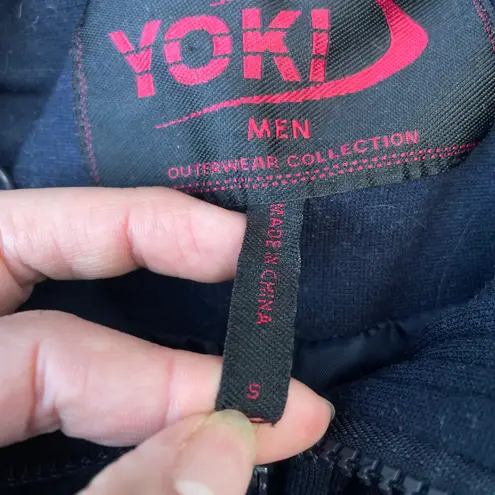 YOKI
MEN
OUTERWEAR COLLECTION
MADE IN CHINA
S